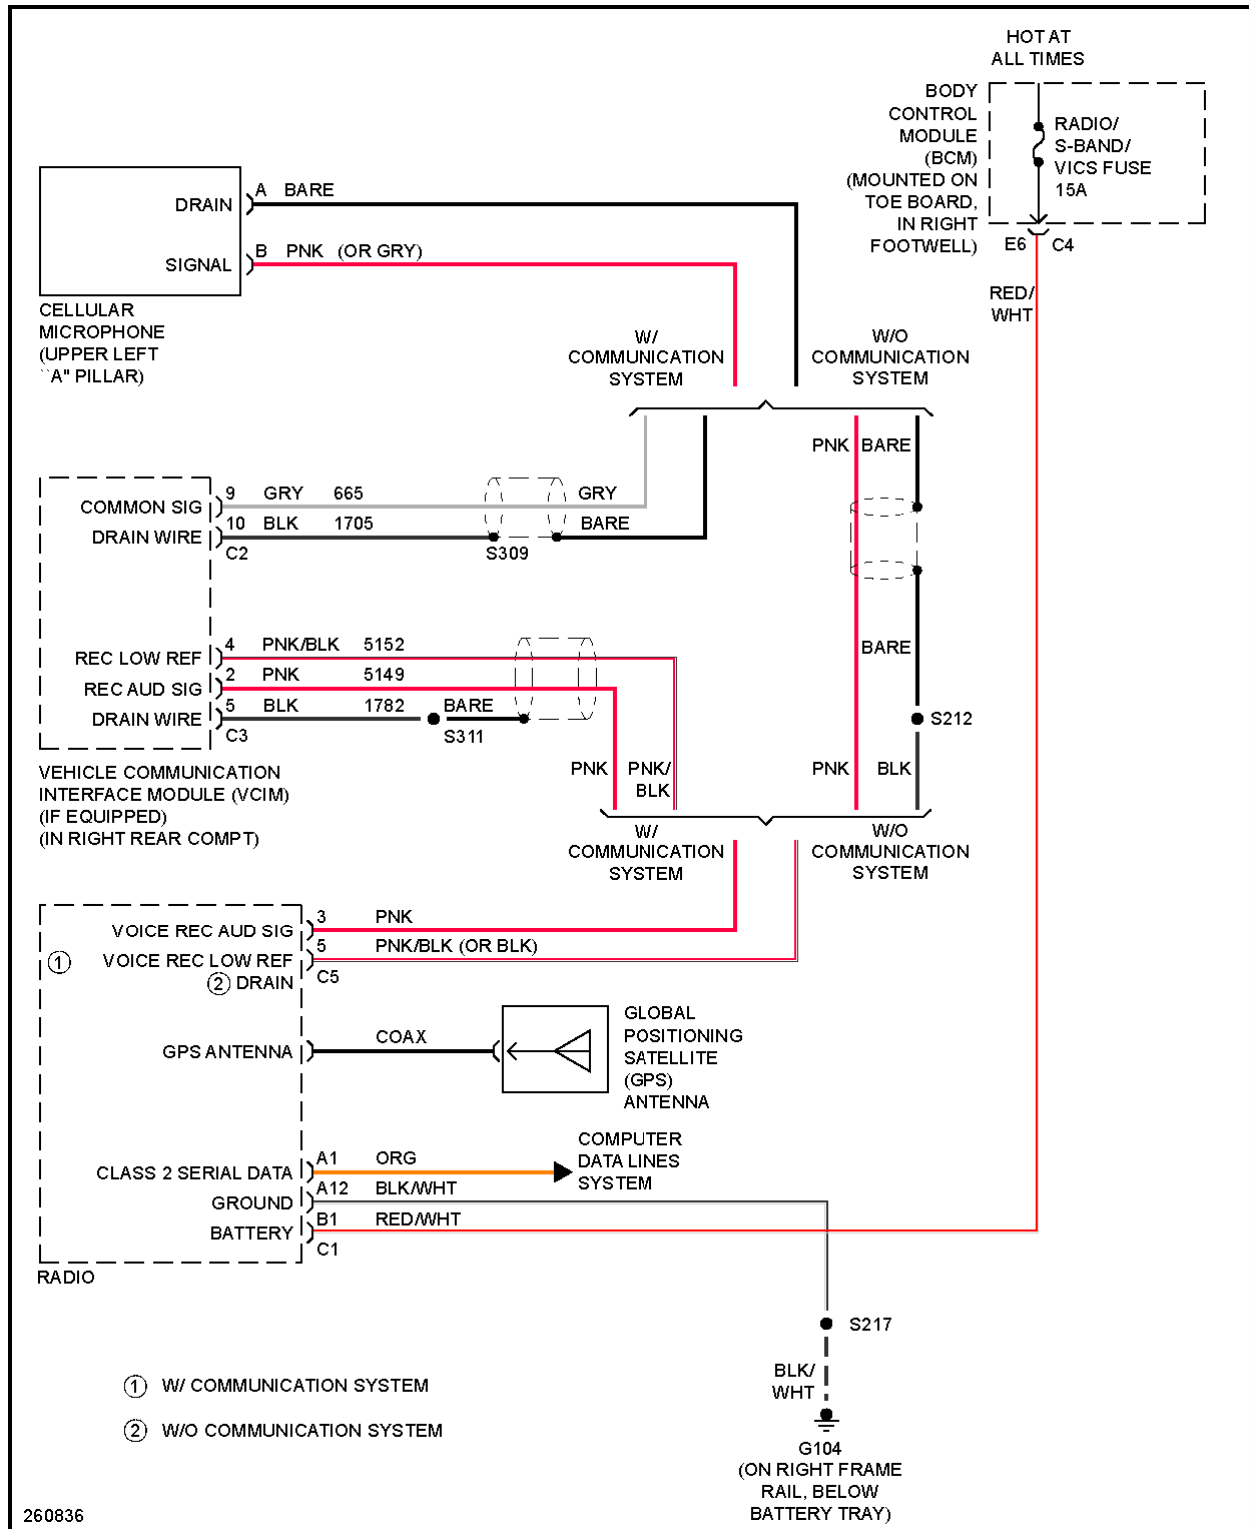 HOT AT
ALL TIMES
BODY
CONTROL
MODULE
(BCM)
(MOUNTED ON
TOE BOARD,
IN RIGHT
FOOTWELL)
RADIO/
S-BAND/
VICS FUSE
15A
E6
C4
RED/
WHT
DRAIN
A
BARE
SIGNAL
B
PNK (OR GRY)
CELLULAR
MICROPHONE
(UPPER LEFT
``A" PILLAR)
W/
COMMUNICATION
SYSTEM
W/O
COMMUNICATION
SYSTEM
PNK
BARE
COMMON SIG
9
GRY
665
GRY
DRAIN WIRE
10
BLK
1705
BARE
C2
S309
REC LOW REF
4
PNK/BLK
5152
BARE
REC AUD SIG
2
PNK
5149
DRAIN WIRE
5
BLK
1782
BARE
C3
S311
S212
VEHICLE COMMUNICATION
INTERFACE MODULE (VCIM)
(IF EQUIPPED)
(IN RIGHT REAR COMPT)
PNK
PNK/
BLK
PNK
BLK
W/
COMMUNICATION
SYSTEM
W/O
COMMUNICATION
SYSTEM
VOICE REC AUD SIG
3
PNK
1
VOICE REC LOW REF
5
PNK/BLK (OR BLK)
2 DRAIN
C5
GPS ANTENNA
COAX
GLOBAL
POSITIONING
SATELLITE
(GPS)
ANTENNA
CLASS 2 SERIAL DATA
A1
ORG
COMPUTER
DATA LINES
SYSTEM
GROUND
A12
BLK/WHT
BATTERY
B1
RED/WHT
C1
RADIO
S217
BLK/
WHT
1 W/ COMMUNICATION SYSTEM
2 W/O COMMUNICATION SYSTEM
G104
(ON RIGHT FRAME
RAIL, BELOW
BATTERY TRAY)
260836